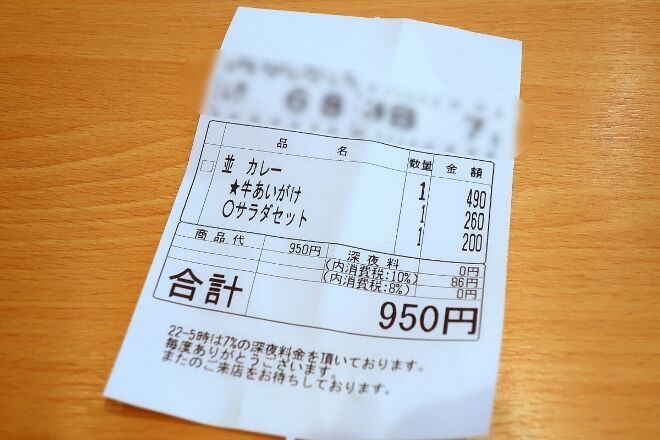 品 名 数量 金額
並 カレー 1 490
★牛あいがけ 1 260
○サラダセット 1 200
商品代 950円 深夜料 0円
(内消費税:10%) 86円
(内消費税:8%) 0円
合計 950円
22-5時は7%の深夜料金を頂いております。
毎度ありがとうございます。
またのご来店をお待ちしております。